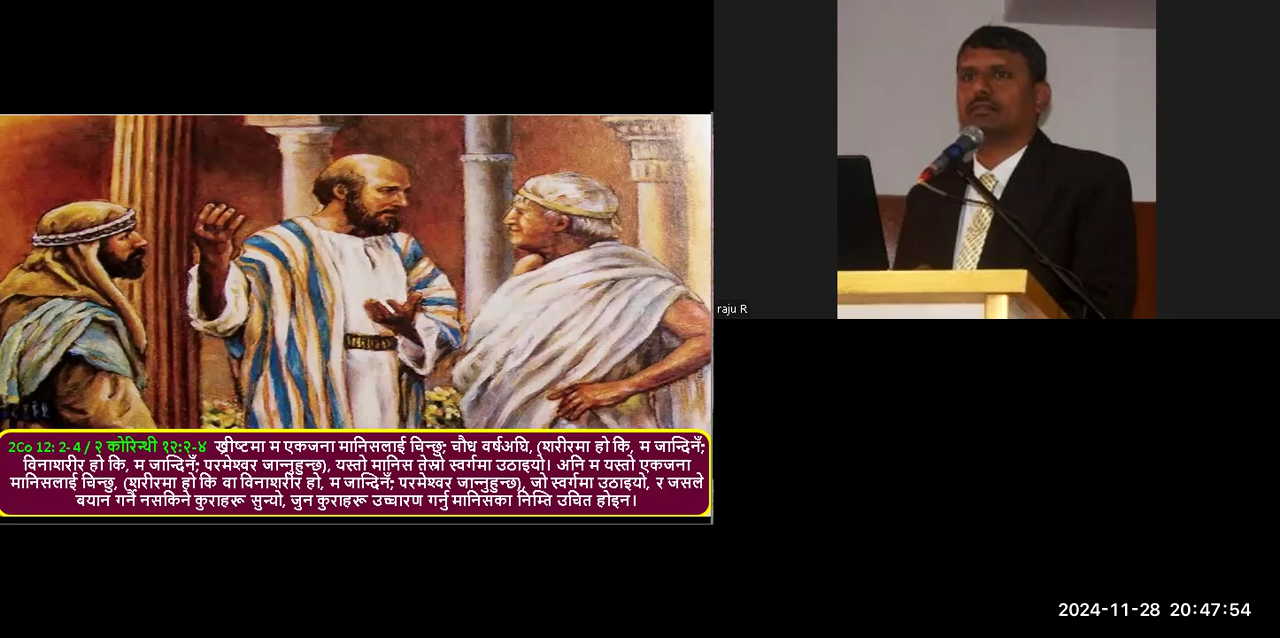 2Co 12: 2- 4 / २ कोरिन्थी १२:२-४ ख्रीष्टमा म एकजना मानिसलाई चिन्छु; चौध वर्षअघि, (शरीरमा हो कि, म जान्दिनँ;
विनाशरीर हो कि, म जान्दिनँ; परमेश्वर जान्नुहुन्छ), यस्तो मानिस तेस्रो स्वर्गमा उठाइयो। अनि म यस्तो एकजना
मानिसलाई चिन्छु, (शरीरमा हो कि वा विनाशरीर हो, म जान्दिनँ; परमेश्वर जान्नुहुन्छ), जो स्वर्गमा उठाइयो, र जसले
बयान गर्नै नसकिने कुराहरू सुन्यो, जुन कुराहरू उच्चारण गर्नु मानिसका निम्ति उचित होइन।
raju R
2024-11-28 20:47:54